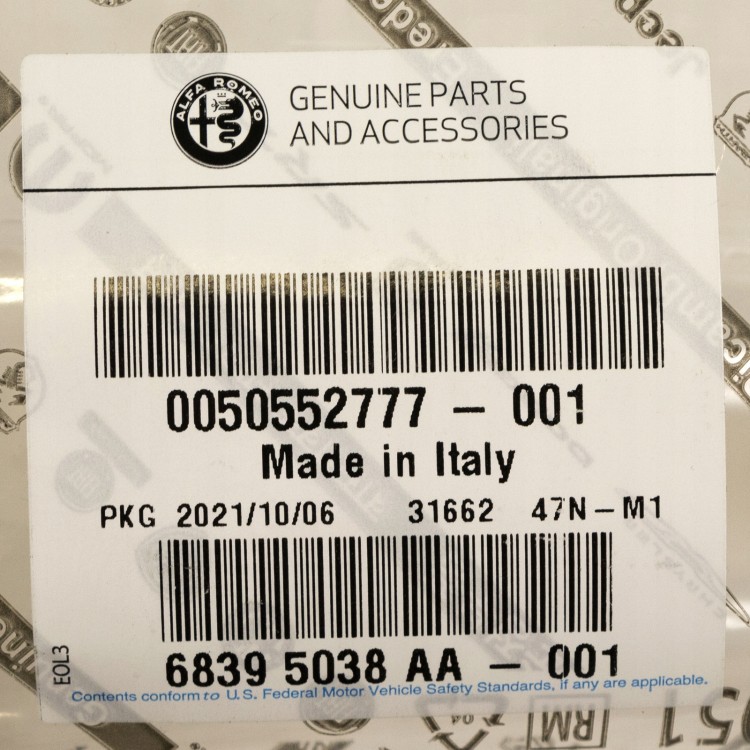 ALFA ROMEO
GENUINE PARTS
AND ACCESSORIES
0050552777 - 001
Made in Italy
PKG 2021/10/06 31662 47N-M1
6839 5038 AA - 001
EOL3
Contents conform to U.S. Federal Motor Vehicle Safety Standards, if any are applicable.